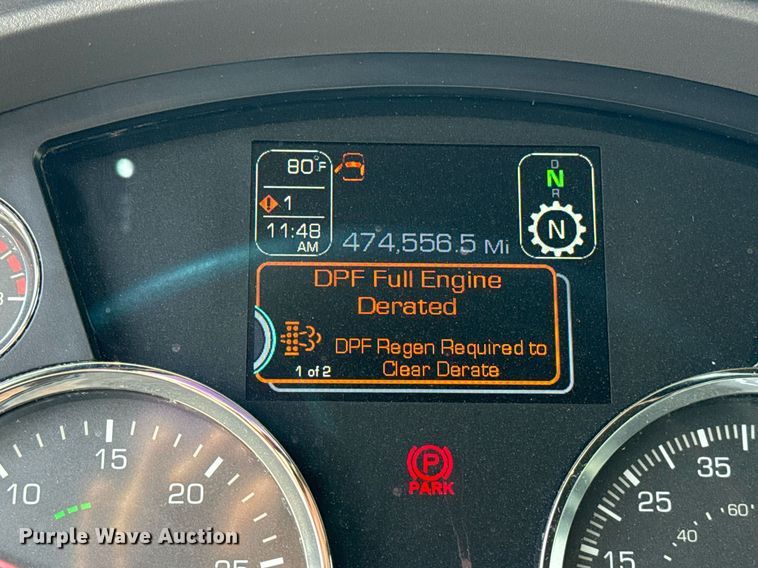 80°F
D
N
R
1
11:48
AM
474,556.5 Mi
N
DPF Full Engine
Derated
DPF Regen Required to
Clear Derate
1 of 2
P
PARK
10
15
20
25
15
25
35
40
60
Purple Wave Auction